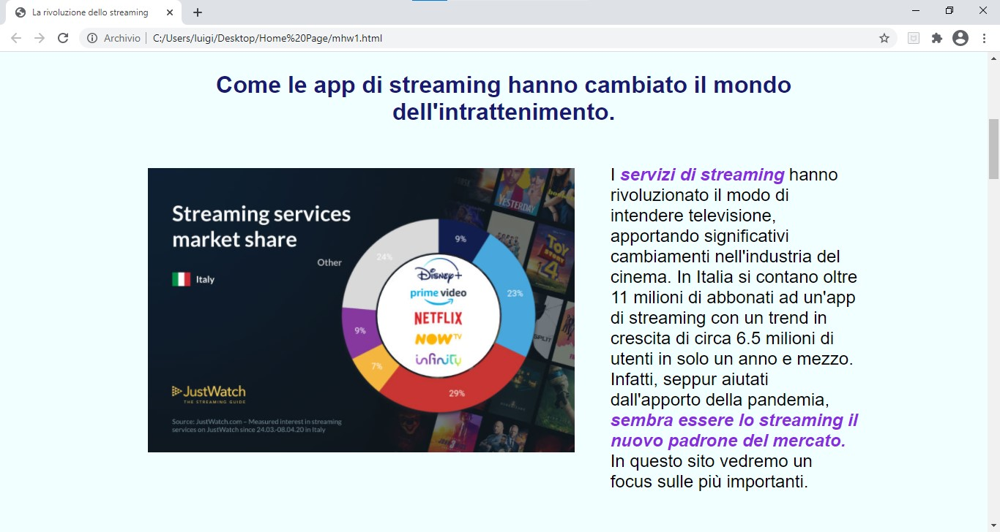 La rivoluzione dello streaming
Archivio | C:/Users/luigi/Desktop/Home%20Page/mhw1.html
Come le app di streaming hanno cambiato il mondo
dell'intrattenimento.
Streaming services
market share
Italy
Other
24%
9%
23%
29%
7%
9%
Disney+
prime video
NETFLIX
NOW TV
infinity
YESTERDAY
TOY
STORY
4
SPLIT
JustWatch
THE STREAMING GUIDE
Source: JustWatch.com – Measured interest in streaming
services on JustWatch since 24.03.-08.04.20 in Italy
I servizi di streaming hanno
rivoluzionato il modo di
intendere televisione,
apportando significativi
cambiamenti nell'industria del
cinema. In Italia si contano oltre
11 milioni di abbonati ad un'app
di streaming con un trend in
crescita di circa 6.5 milioni di
utenti in solo un anno e mezzo.
Infatti, seppur aiutati
dall'apporto della pandemia,
sembra essere lo streaming il
nuovo padrone del mercato.
In questo sito vedremo un
focus sulle più importanti.